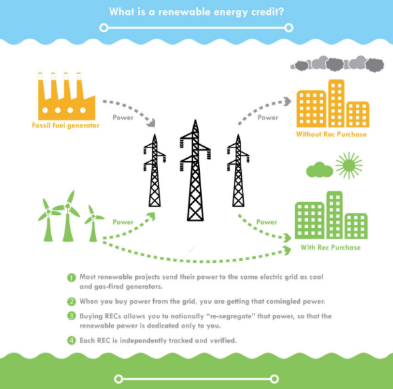 What is a renewable energy credit?
Power
Power
Fossil fuel generator
Without Rec Purchase
Power
Power
With Rec Purchase
1 Most renewable projects send their power to the same electric grid as coal
and gas-fired generators.
2 When you buy power from the grid, you are getting that comingled power.
3 Buying RECs allows you to nationally "re-segregate" that power, so that the
renewable power is dedicated only to you.
4 Each REC is independently tracked and verified.